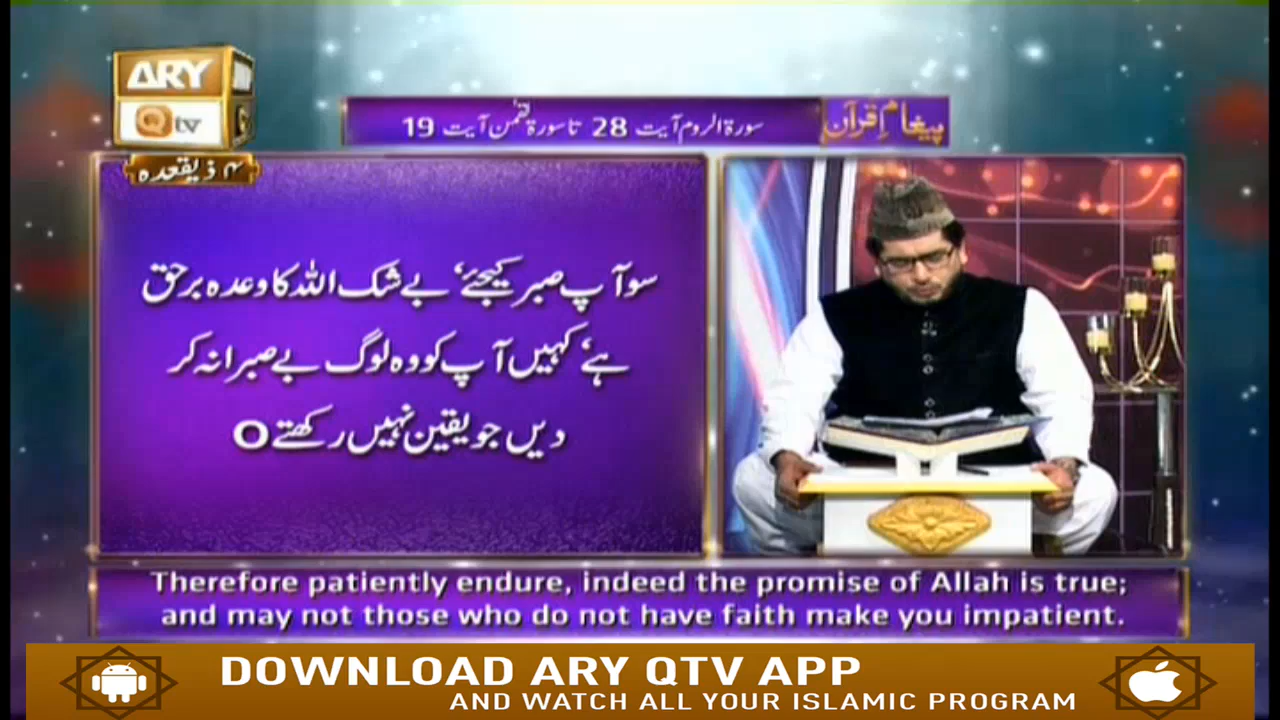 ARY
Qtv
پیغامِ قرآن
سورۃ الروم آیت 28 تا سورۃ لقمٰن آیت 19
۴ ذیقعدہ
سو آپ صبر کیجئے‘ بے شک اللہ کا وعدہ برحق
ہے‘ کہیں آپ کو وہ لوگ بے صبرا نہ کر
دیں جو یقین نہیں رکھتےO
Therefore patiently endure, indeed the promise of Allah is true;
and may not those who do not have faith make you impatient.
DOWNLOAD ARY QTV APP
AND WATCH ALL YOUR ISLAMIC PROGRAM